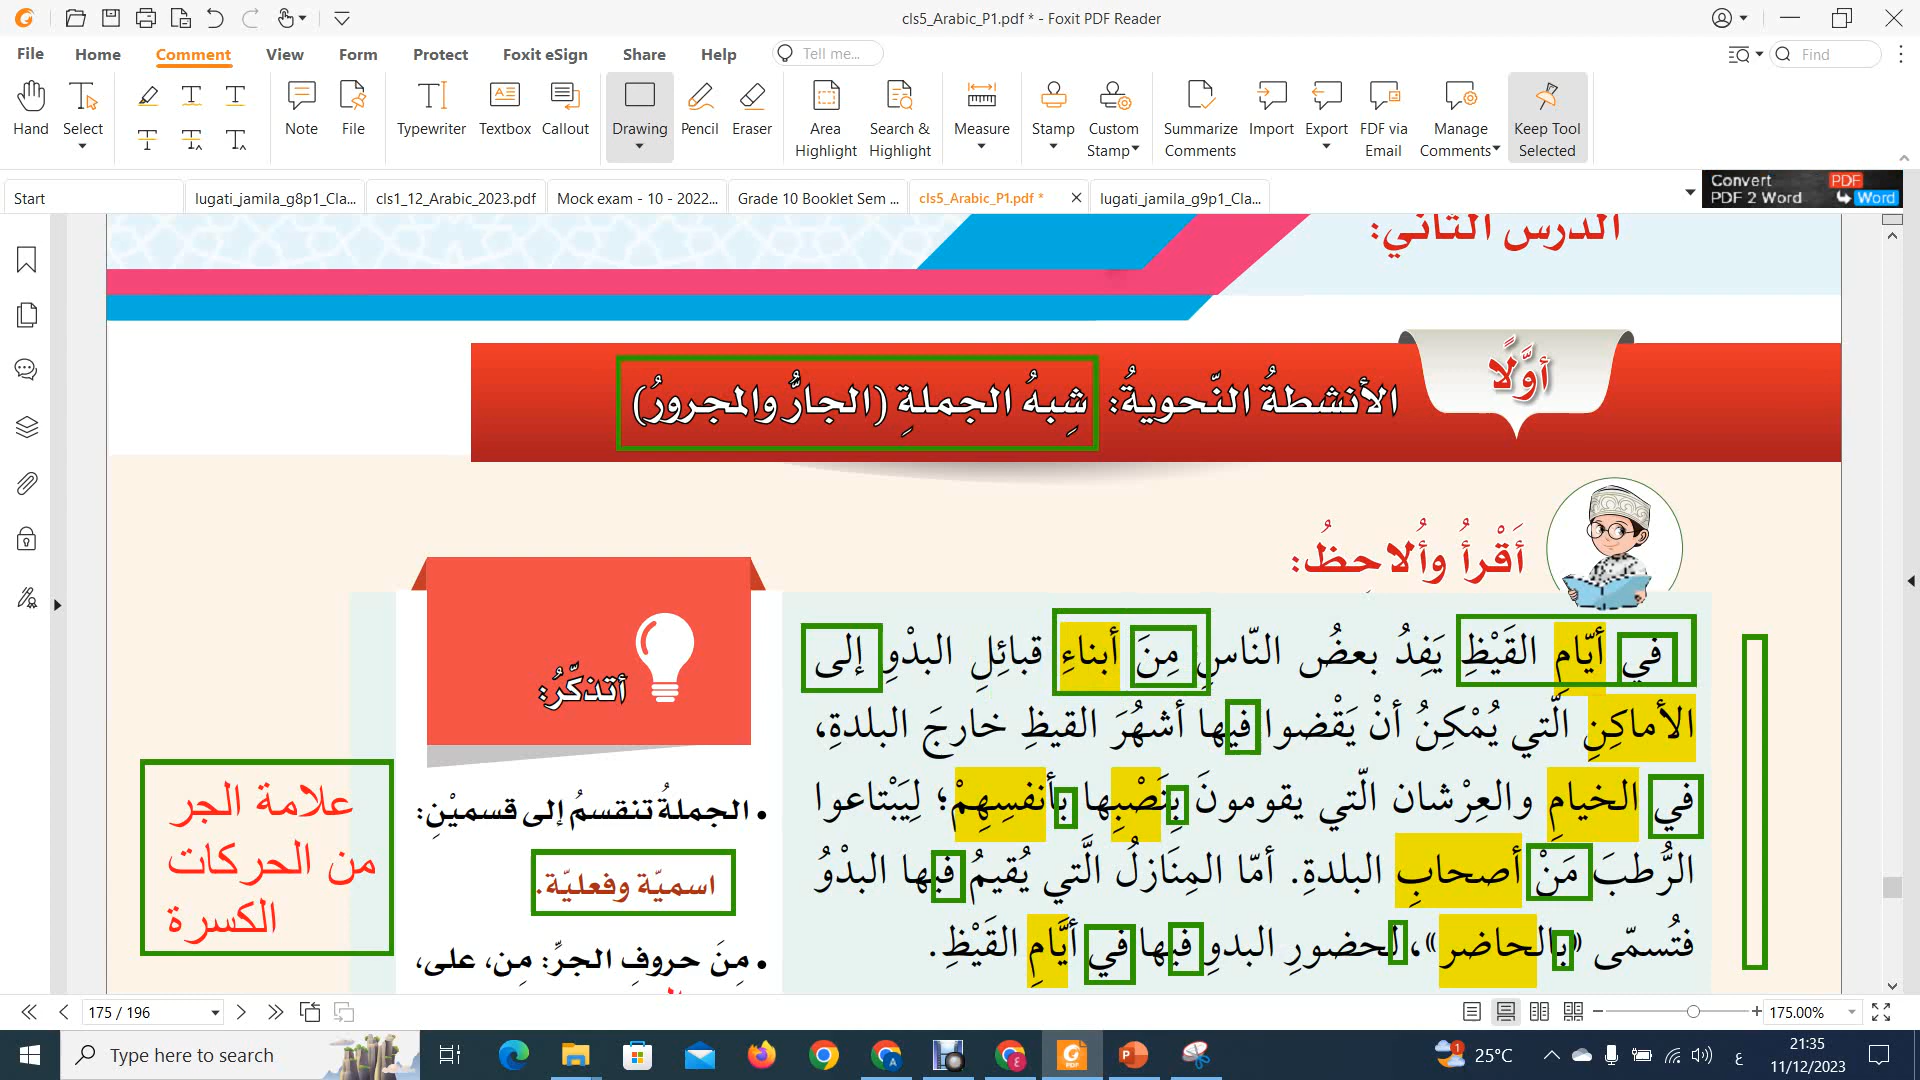 cls5_Arabic_P1.pdf * - Foxit PDF Reader
File Home Comment View Form Protect Foxit eSign Share Help Tell me... Find
Hand Select Note File Typewriter Textbox Callout Drawing Pencil Eraser Area Highlight Search & Highlight Measure Stamp Custom Stamp Summarize Comments Import Export FDF via Email Manage Comments Keep Tool Selected
Start lugati_jamila_g8p1_Cla... cls1_12_Arabic_2023.pdf Mock exam - 10 - 2022... Grade 10 Booklet Sem ... cls5_Arabic_P1.pdf * lugati_jamila_g9p1_Cla...
Convert PDF
PDF 2 Word Word
الدرس الثاني:
أوَّلًا
الأنشطةُ النّحويةُ: شِبهُ الجملةِ (الجارُّ والمجرورُ)
أَقْرأُ وأُلاحظُ:
في أيّامِ القَيْظِ يَفِدُ بعضُ النّاسِ مِنَ أبناءِ قبائِلِ البدْوِ إلى
الأماكِنِ الّتي يُمْكِنُ أنْ يَقْضوا فيها أشهُرَ القيظِ خارجَ البلدةِ،
في الخيامِ والعِرْشان الّتي يقومونَ بِنَصْبِها بأنفسِهِمْ؛ لِيَبْتاعوا
الرُّطبَ مَنْ أصحابِ البلدةِ. أمّا المِنَازلُ الَّتي يُقيمُ فيها البدْوُ
فتُسمّى «بالحاضر»، لحضورِ البدوِ فيها في أيَّامِ القَيْظِ.
أتذكّرُ:
• الجملةُ تنقسمُ إلى قسميْنِ:
اسميّة وفعليّة.
• مِنَ حروفِ الجرِّ: مِن، على،
علامة الجر
من الحركات
الكسرة
175 / 196 175.00%
Type here to search 25°C ع 21:35
11/12/2023